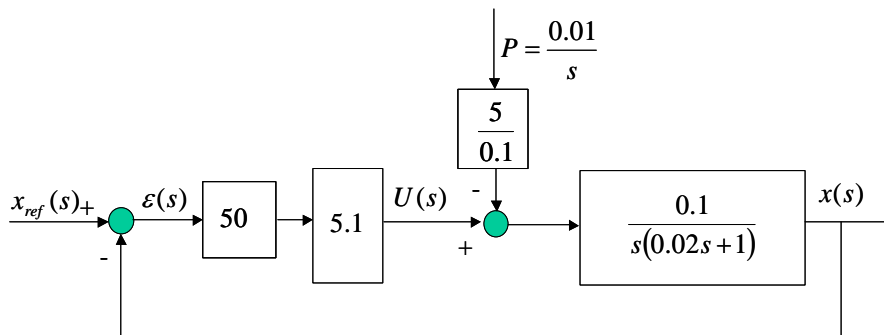 P = 0.01 / s
5 / 0.1
-
x_ref (s) +
ε(s)
50
5.1
U(s)
+
0.1 / s(0.02s+1)
x(s)
-